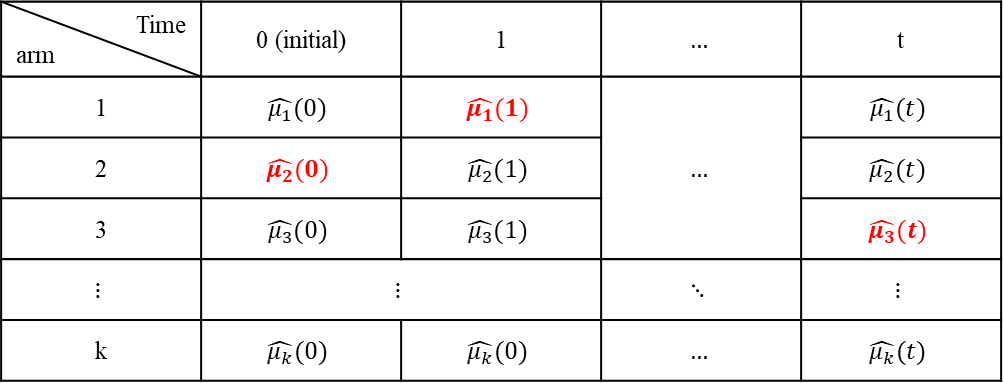 Time
arm
0 (initial) 1 ... t
1 μ̂₁(0) μ̂₁(1) μ̂₁(t)
2 μ̂₂(0) μ̂₂(1) ... μ̂₂(t)
3 μ̂₃(0) μ̂₃(1) μ̂₃(t)
⋮ ⋮ ⋱ ⋮
k μ̂ₖ(0) μ̂ₖ(0) ... μ̂ₖ(t)